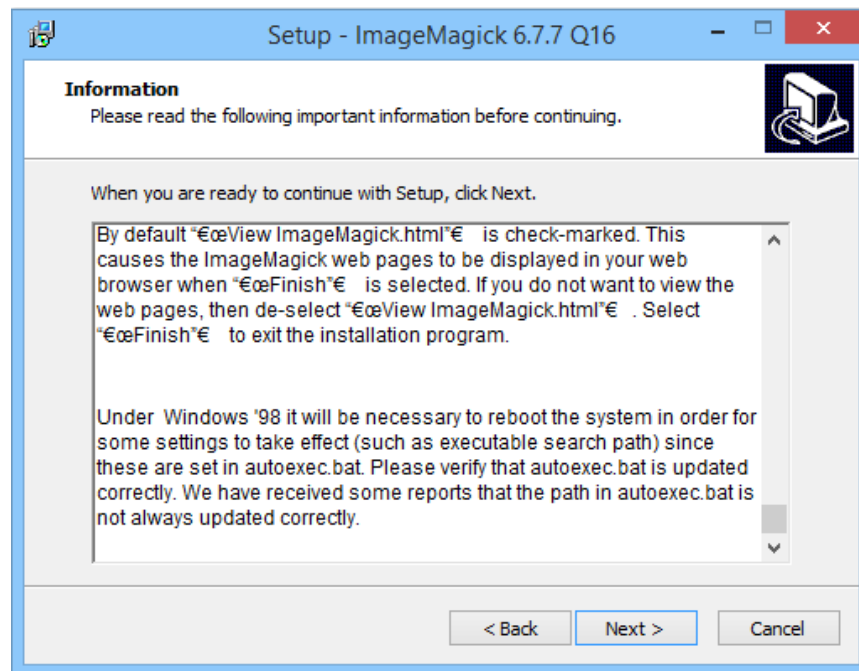 Setup - ImageMagick 6.7.7 Q16
Information
Please read the following important information before continuing.
When you are ready to continue with Setup, click Next.
By default “€œView ImageMagick.html”€ is check-marked. This
causes the ImageMagick web pages to be displayed in your web
browser when “€œFinish”€ is selected. If you do not want to view the
web pages, then de-select “€œView ImageMagick.html”€ . Select
“€œFinish”€ to exit the installation program.
Under Windows '98 it will be necessary to reboot the system in order for
some settings to take effect (such as executable search path) since
these are set in autoexec.bat. Please verify that autoexec.bat is updated
correctly. We have received some reports that the path in autoexec.bat is
not always updated correctly.
< Back Next > Cancel